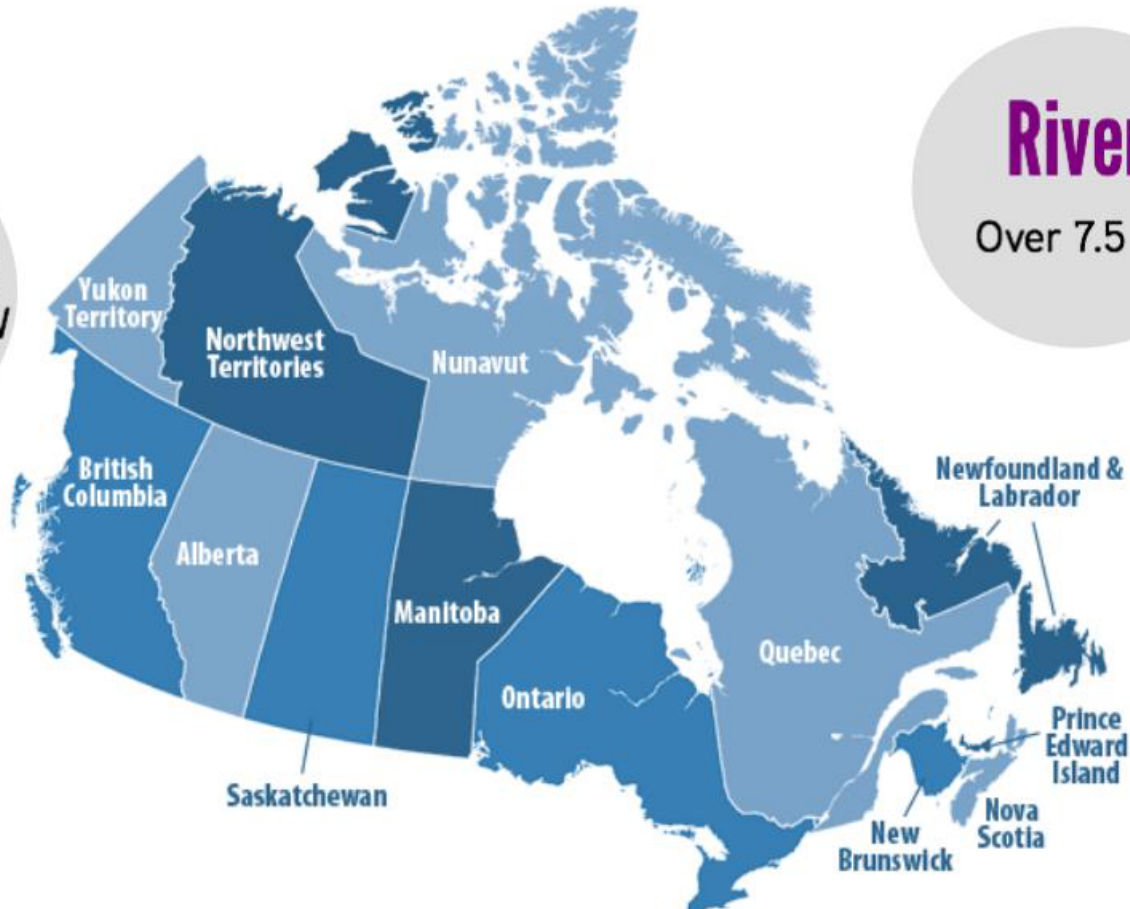 River
Over 7.5
Yukon
Territory
Northwest
Territories
Nunavut
British
Columbia
Alberta
Manitoba
Newfoundland &
Labrador
Quebec
Ontario
Saskatchewan
Prince
Edward
Island
Nova
Scotia
New
Brunswick